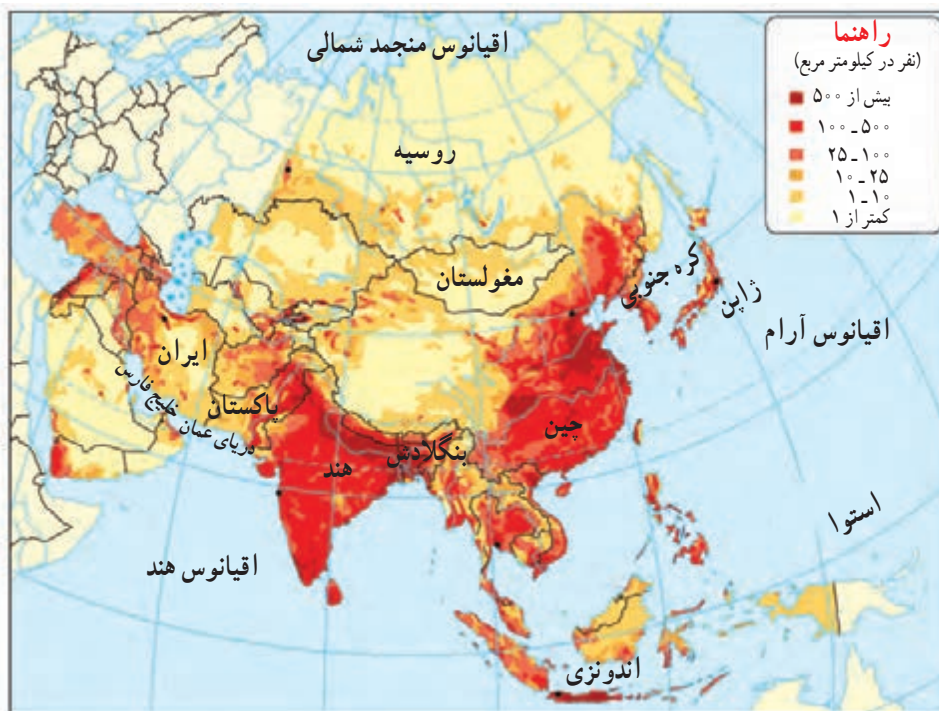 راهنما
(نفر در کیلومتر مربع)
بیش از ۵۰۰
۱۰۰ ـ ۵۰۰
۲۵ ـ ۱۰۰
۱۰ ـ ۲۵
۱ ـ ۱۰
کمتر از ۱
اقیانوس منجمد شمالی
روسیه
مغولستان
کره جنوبی
ژاپن
اقیانوس آرام
ایران
خلیج فارس
دریای عمان
پاکستان
هند
بنگلادش
چین
استوا
اقیانوس هند
اندونزی